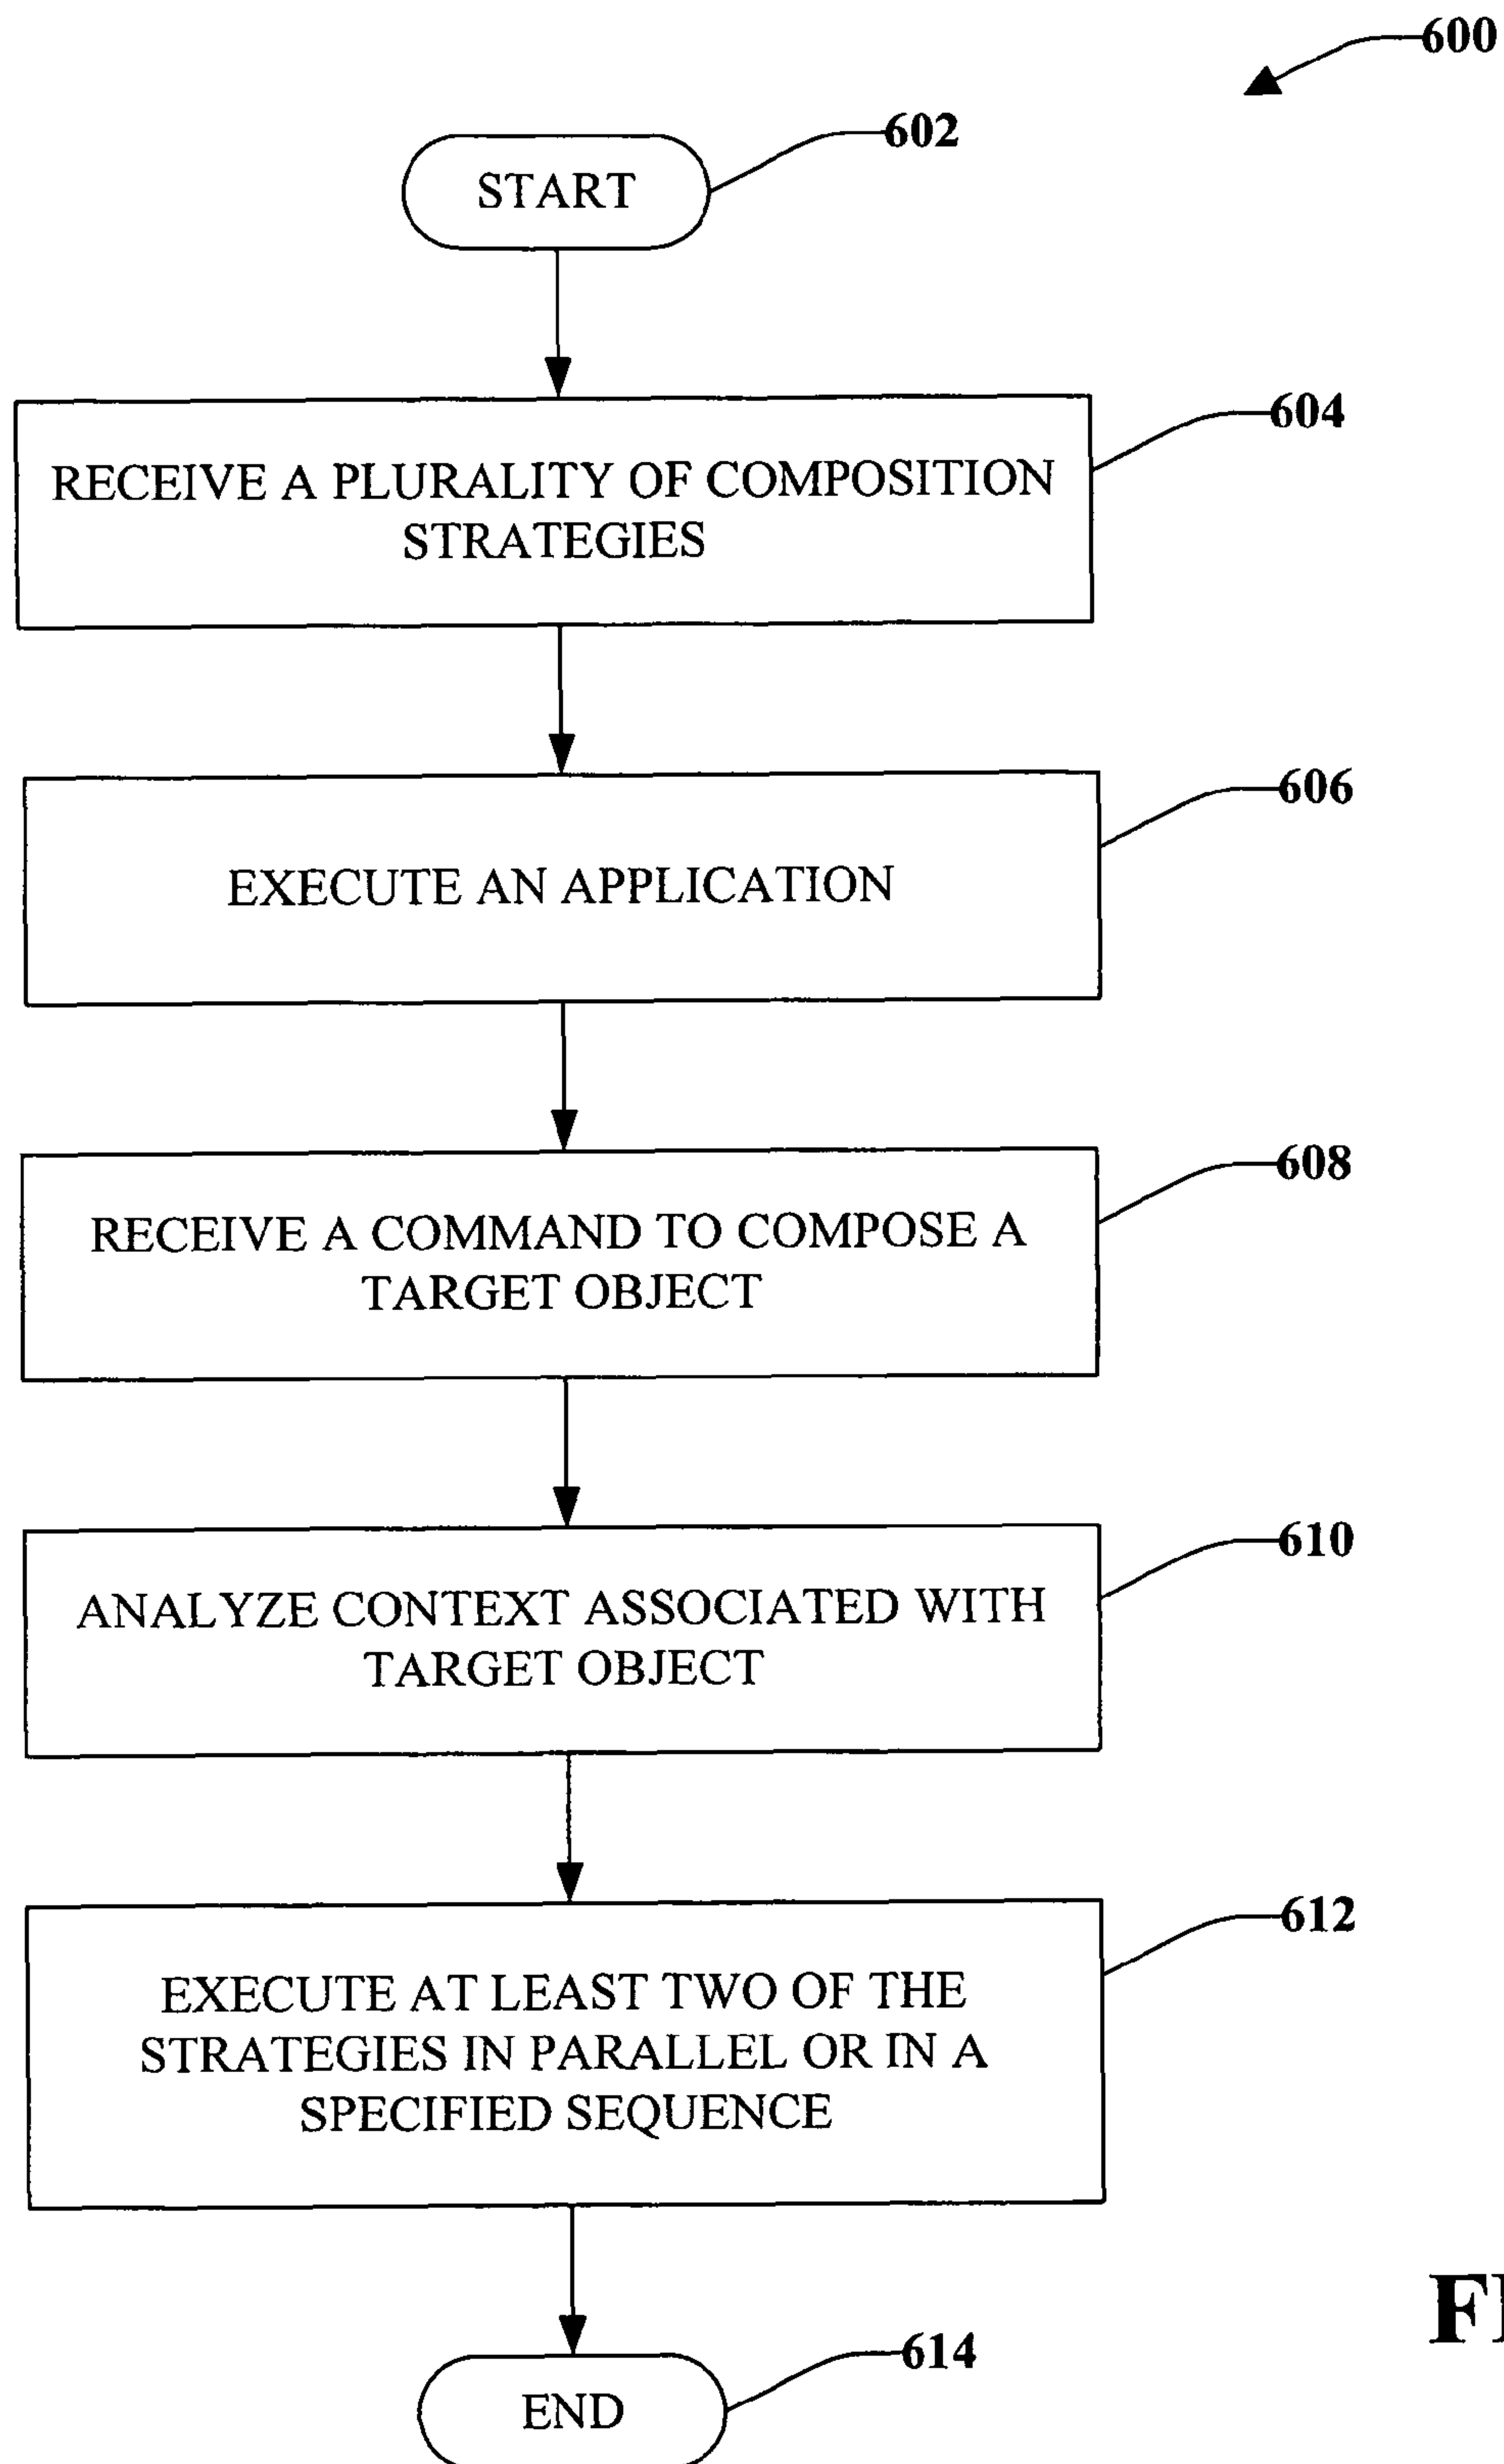 600
602
START
604
RECEIVE A PLURALITY OF COMPOSITION
STRATEGIES
606
EXECUTE AN APPLICATION
608
RECEIVE A COMMAND TO COMPOSE A
TARGET OBJECT
610
ANALYZE CONTEXT ASSOCIATED WITH
TARGET OBJECT
612
EXECUTE AT LEAST TWO OF THE
STRATEGIES IN PARALLEL OR IN A
SPECIFIED SEQUENCE
614
END